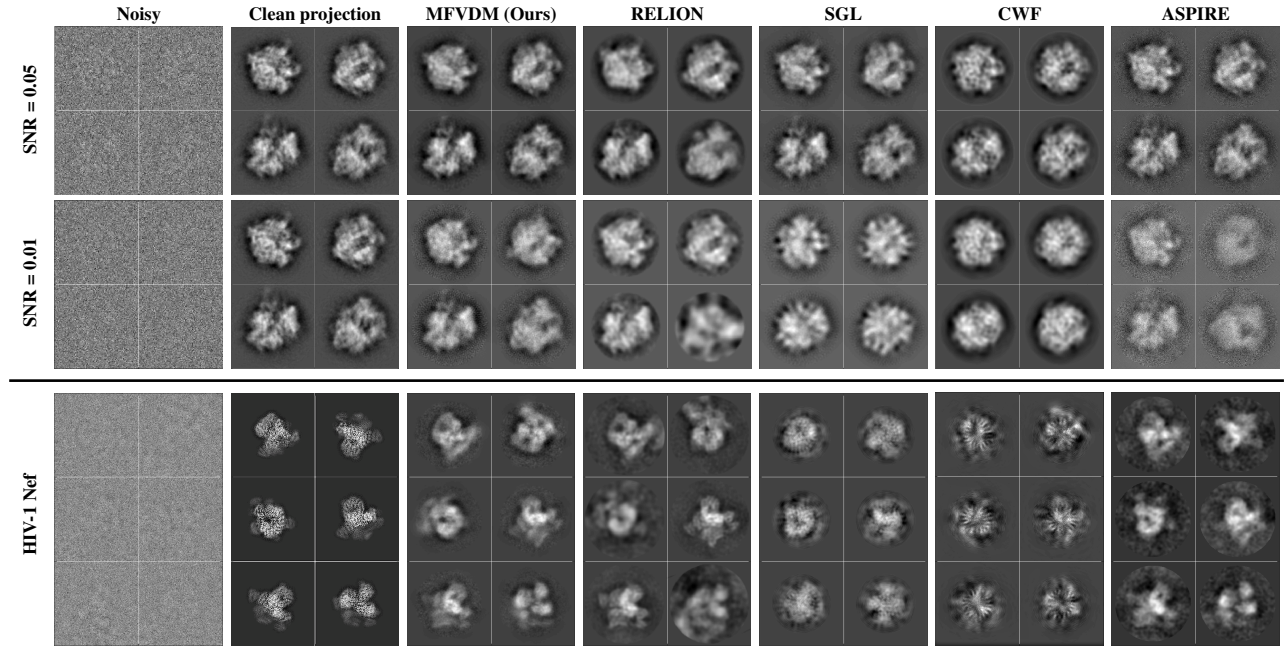 Noisy Clean projection MFVDM (Ours) RELION SGL CWF ASPIRE
SNR = 0.05
SNR = 0.01
HIV-1 Nef